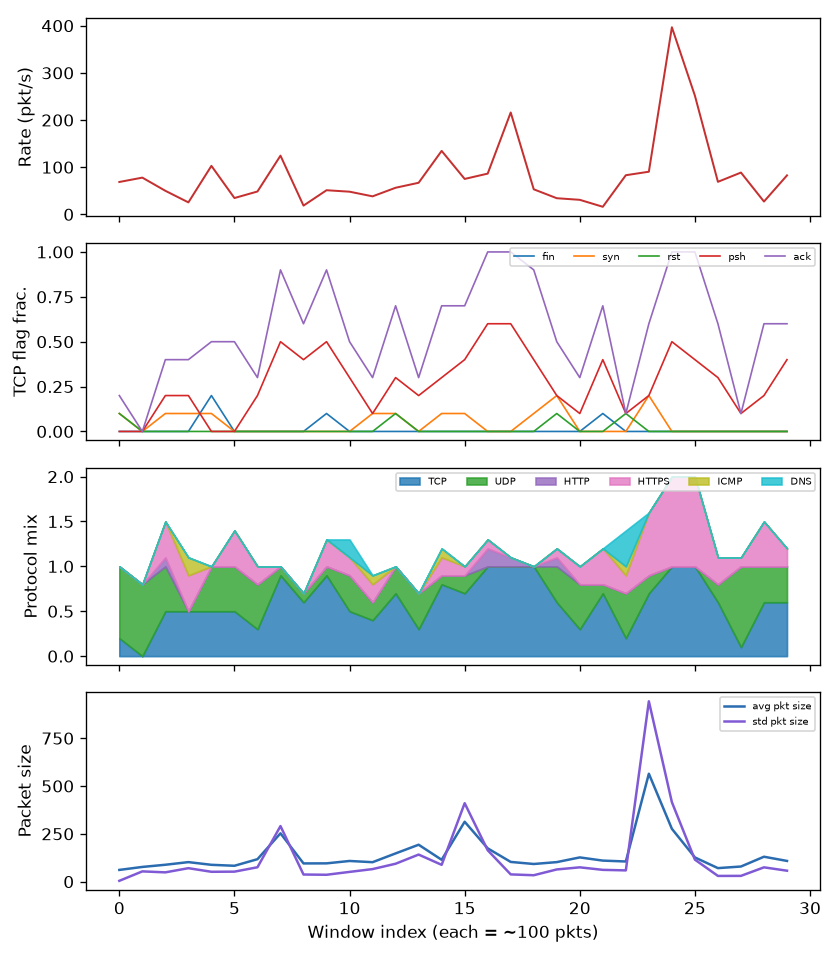 400
300
200
100
0
Rate (pkt/s)
1.00
0.75
0.50
0.25
0.00
TCP flag frac.
fin syn rst psh ack
2.0
1.5
1.0
0.5
0.0
Protocol mix
TCP UDP HTTP HTTPS ICMP DNS
750
500
250
0
Packet size
avg pkt size
std pkt size
0 5 10 15 20 25 30
Window index (each = ~100 pkts)